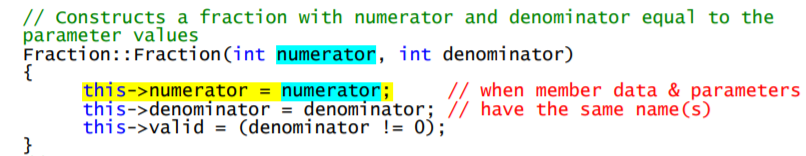 // Constructs a fraction with numerator and denominator equal to the
parameter values
Fraction::Fraction(int numerator, int denominator)
{
this->numerator = numerator; // when member data & parameters
this->denominator = denominator; // have the same name(s)
this->valid = (denominator != 0);
}